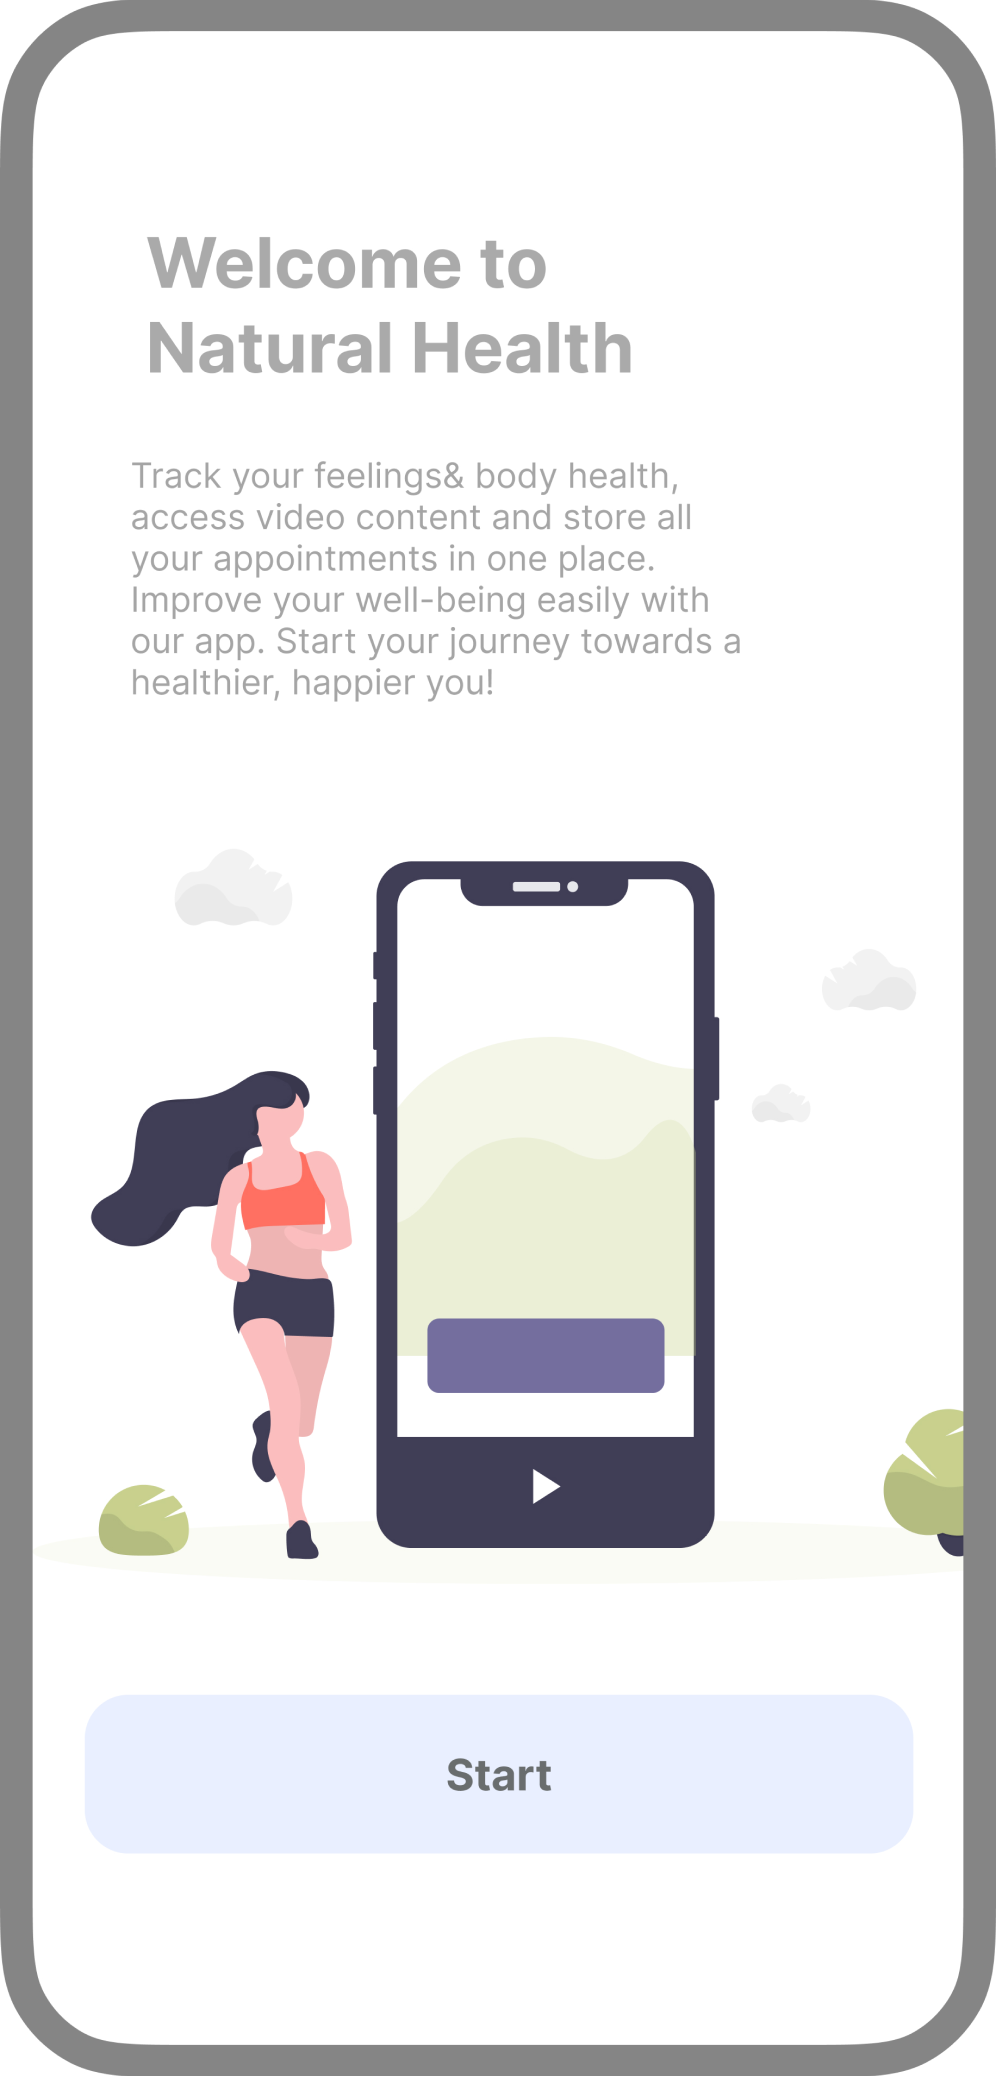 Welcome to
Natural Health
Track your feelings& body health,
access video content and store all
your appointments in one place.
Improve your well-being easily with
our app. Start your journey towards a
healthier, happier you!
Start